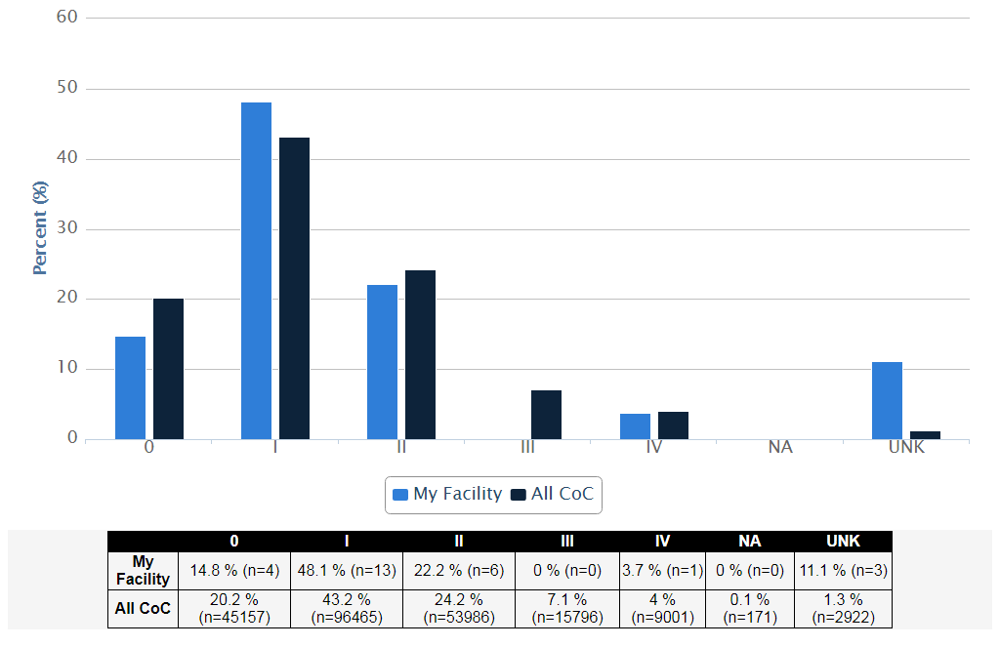 60
50
40
30
20
10
0
Percent (%)
0 I II III IV NA UNK
My Facility All CoC
0 I II III IV NA UNK
My Facility 14.8 % (n=4) 48.1 % (n=13) 22.2 % (n=6) 0 % (n=0) 3.7 % (n=1) 0 % (n=0) 11.1 % (n=3)
All CoC 20.2 % (n=45157) 43.2 % (n=96465) 24.2 % (n=53986) 7.1 % (n=15796) 4 % (n=9001) 0.1 % (n=171) 1.3 % (n=2922)